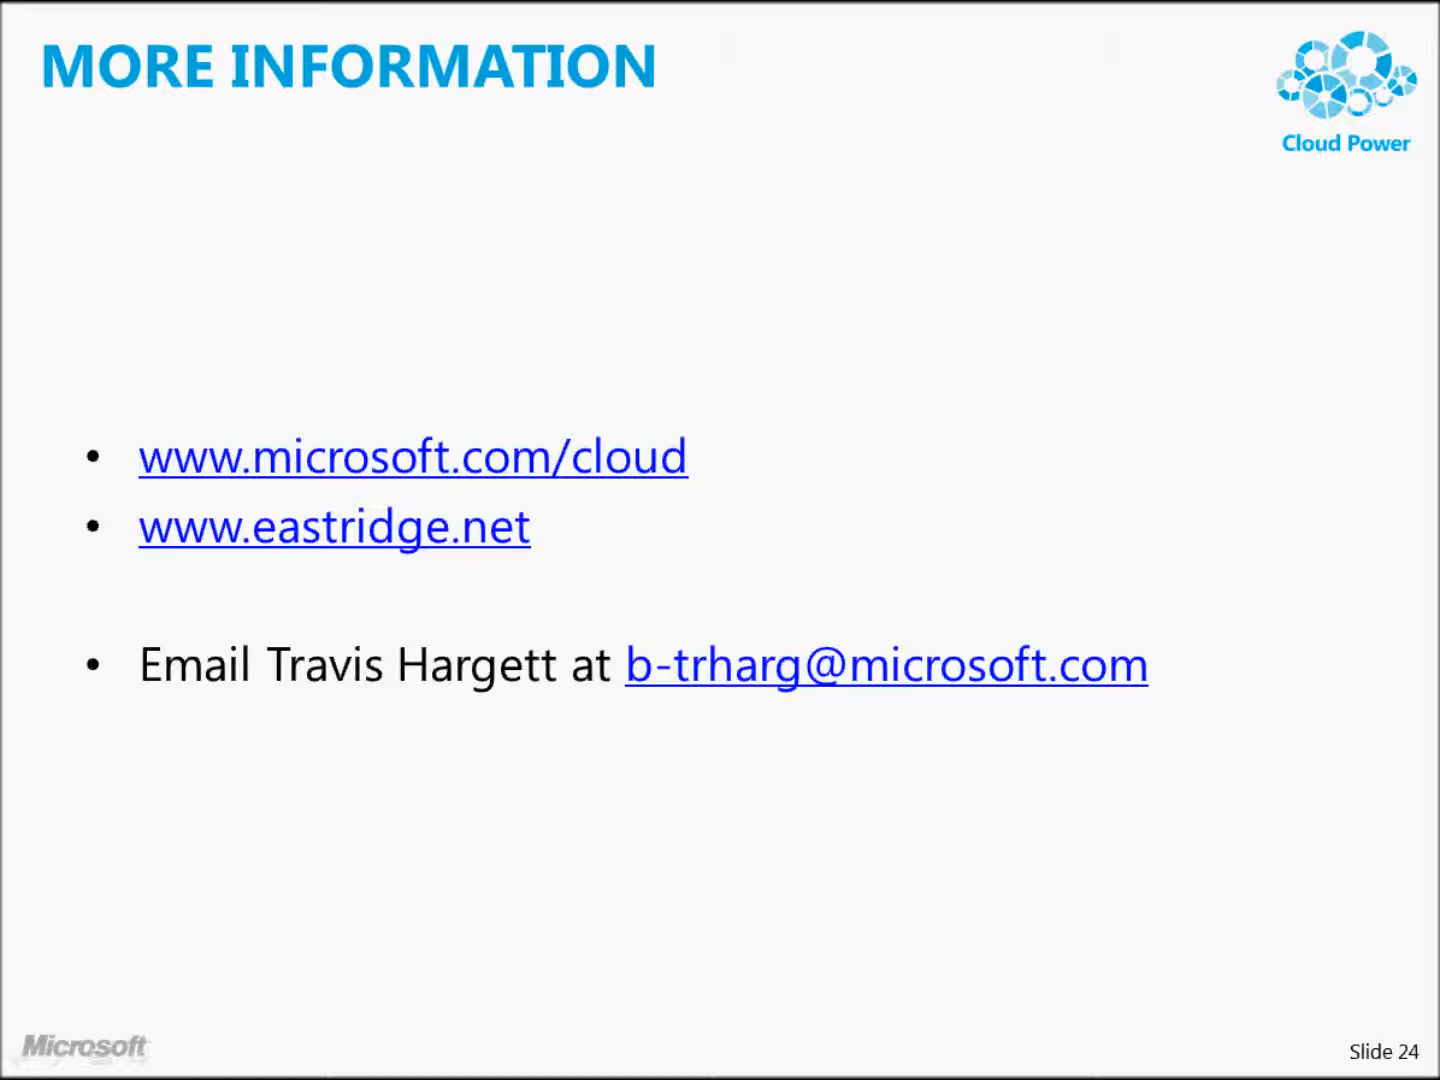 MORE INFORMATION
Cloud Power
• www.microsoft.com/cloud
• www.eastridge.net
• Email Travis Hargett at b-trharg@microsoft.com
Microsoft
Slide 24